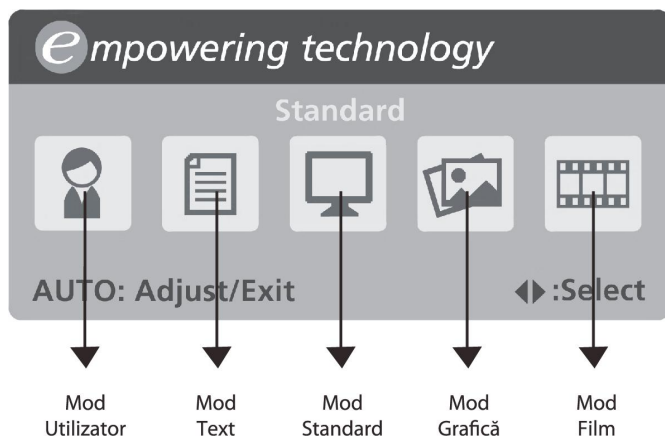 empowering technology
Standard
AUTO: Adjust/Exit
:Select
Mod Utilizator
Mod Text
Mod Standard
Mod Grafică
Mod Film